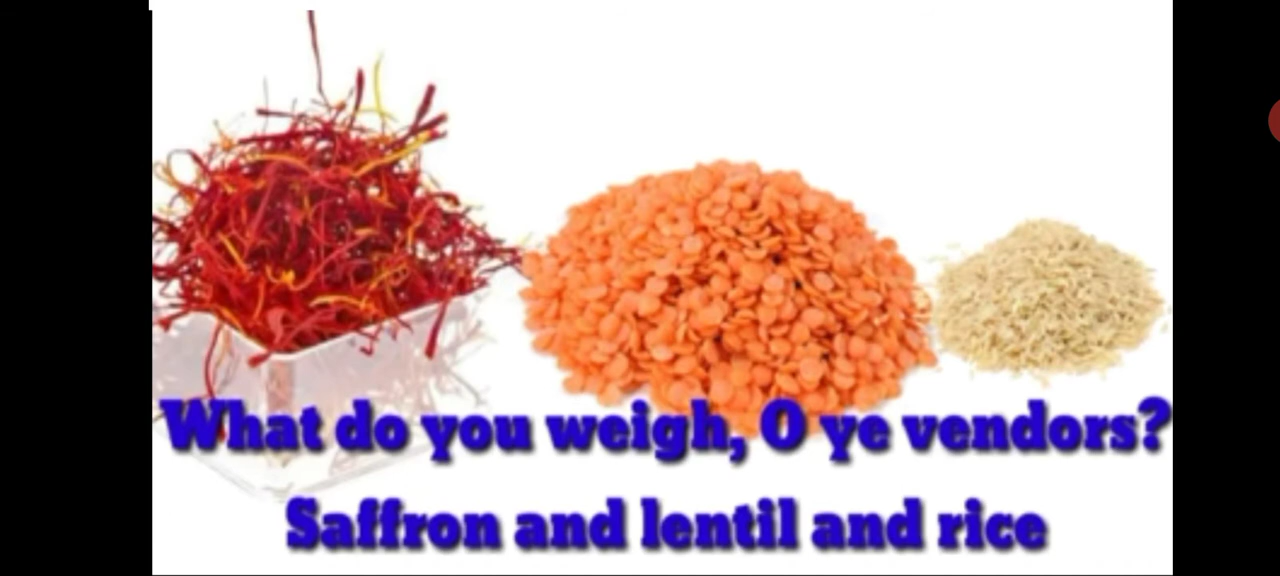 What do you weigh, O ye vendors?
Saffron and lentil and rice